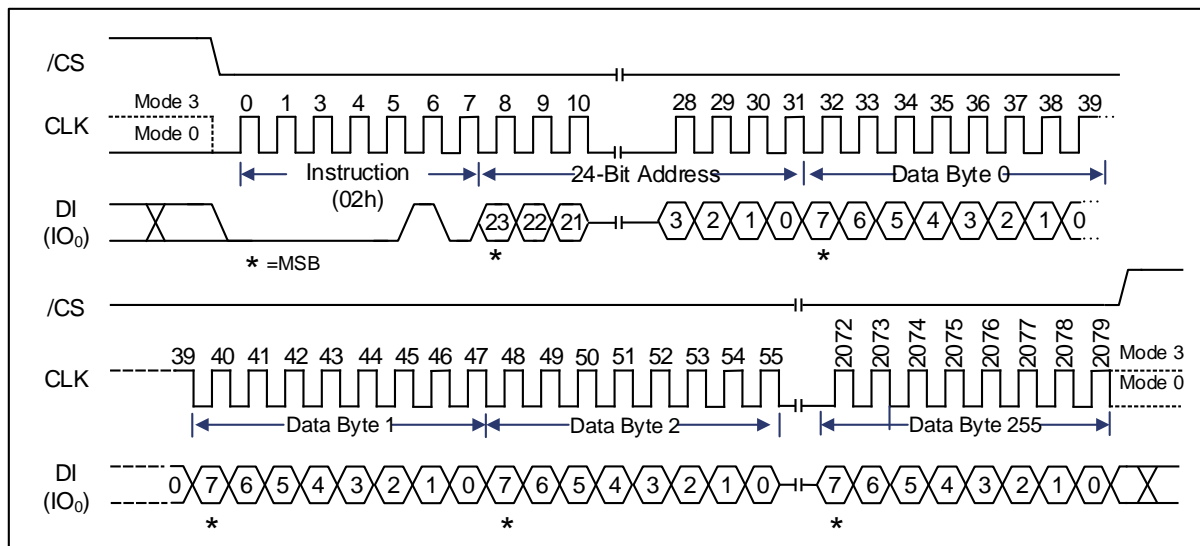 /CS
0 1 3 4 5 6 7 8 9 10 28 29 30 31 32 33 34 35 36 37 38 39
Mode 3
CLK
Mode 0
Instruction 24-Bit Address Data Byte 0
(02h)
DI
(IO₀)
23 22 21 3 2 1 0 7 6 5 4 3 2 1 0
* =MSB * *
/CS
2072 2073 2074 2075 2076 2077 2078 2079
39 40 41 42 43 44 45 46 47 48 49 50 51 52 53 54 55
Mode 3
CLK
Mode 0
Data Byte 1 Data Byte 2 Data Byte 255
DI
(IO₀)
0 7 6 5 4 3 2 1 0 7 6 5 4 3 2 1 0 7 6 5 4 3 2 1 0
* * *